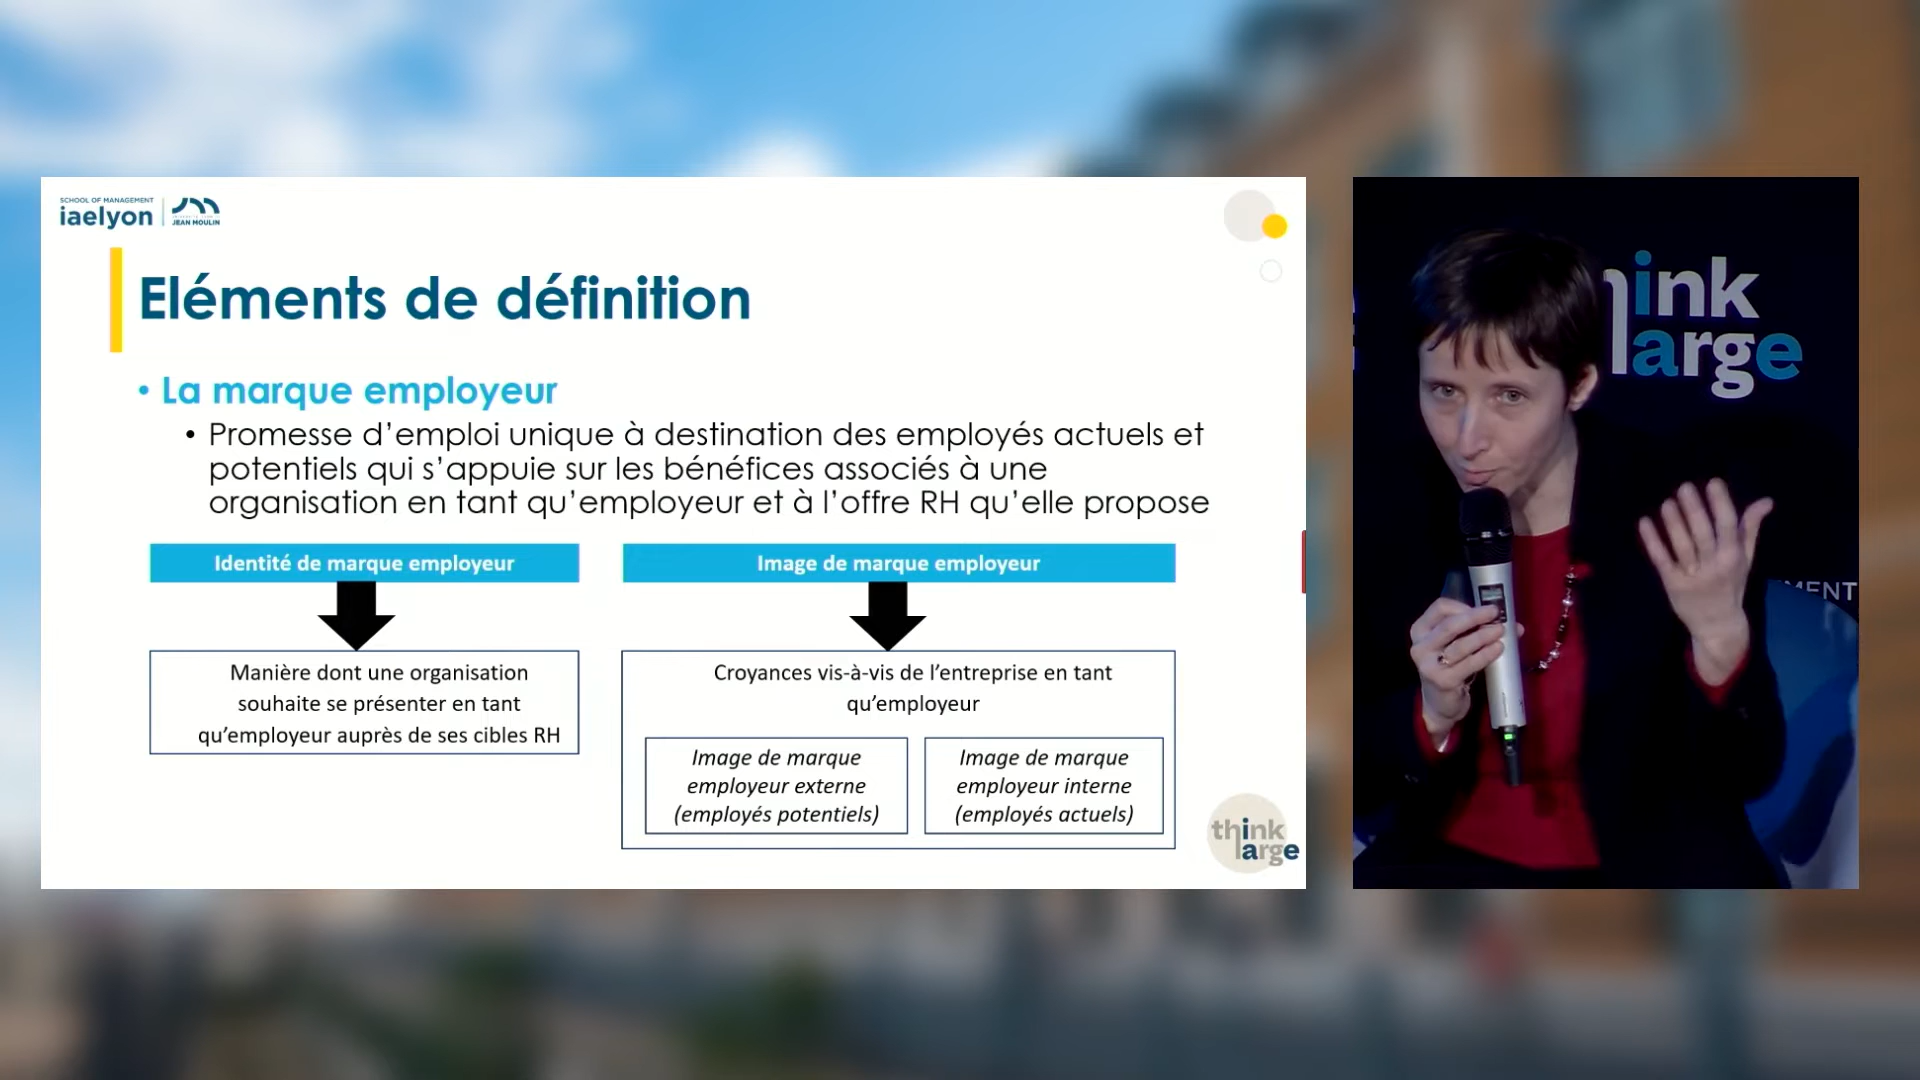 SCHOOL OF MANAGEMENT
iaelyon
JEAN MOULIN
Eléments de définition
• La marque employeur
• Promesse d’emploi unique à destination des employés actuels et
potentiels qui s’appuie sur les bénéfices associés à une
organisation en tant qu’employeur et à l’offre RH qu’elle propose
Identité de marque employeur
Manière dont une organisation
souhaite se présenter en tant
qu’employeur auprès de ses cibles RH
Image de marque employeur
Croyances vis-à-vis de l’entreprise en tant
qu’employeur
Image de marque
employeur externe
(employés potentiels)
Image de marque
employeur interne
(employés actuels)
think
large
think
large
MENT